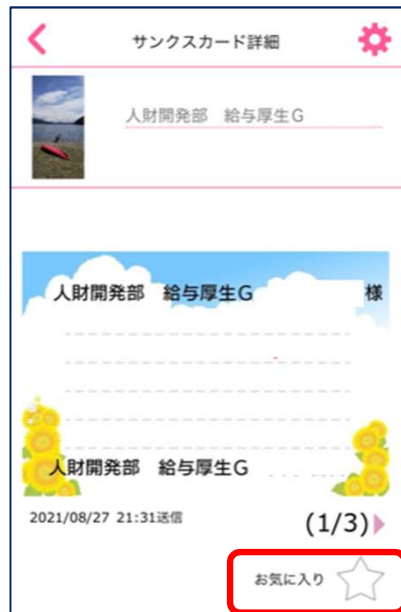 サンクスカード詳細
人財開発部　給与厚生G
人財開発部　給与厚生G　様
人財開発部　給与厚生G
2021/08/27 21:31送信
(1/3)
お気に入り